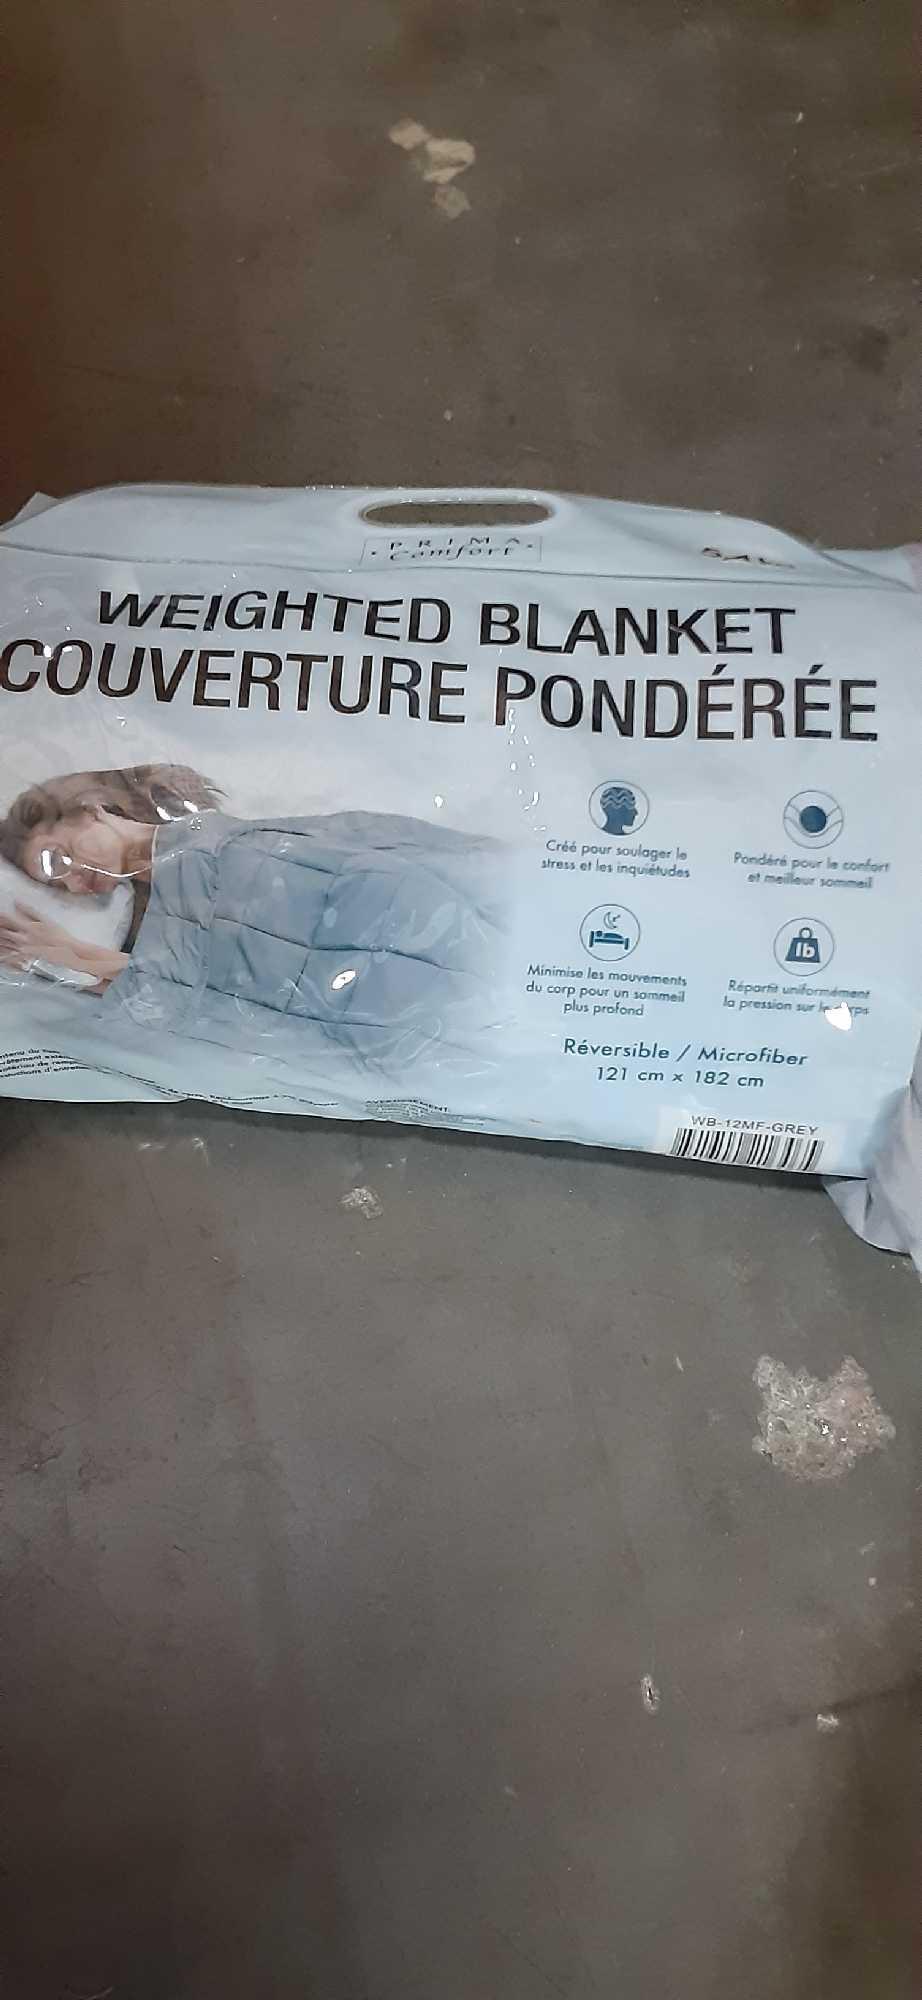 PRIMA
Comfort
WEIGHTED BLANKET
COUVERTURE PONDÉRÉE
Créé pour soulager le
stress et les inquiétudes
Pondéré pour le confort
et meilleur sommeil
Minimise les mouvements
du corp pour un sommeil
plus profond
lb
Répartit uniformément
la pression sur le
Réversible / Microfiber
121 cm x 182 cm
AVERTISSEMENT:
WB-12MF-GREY